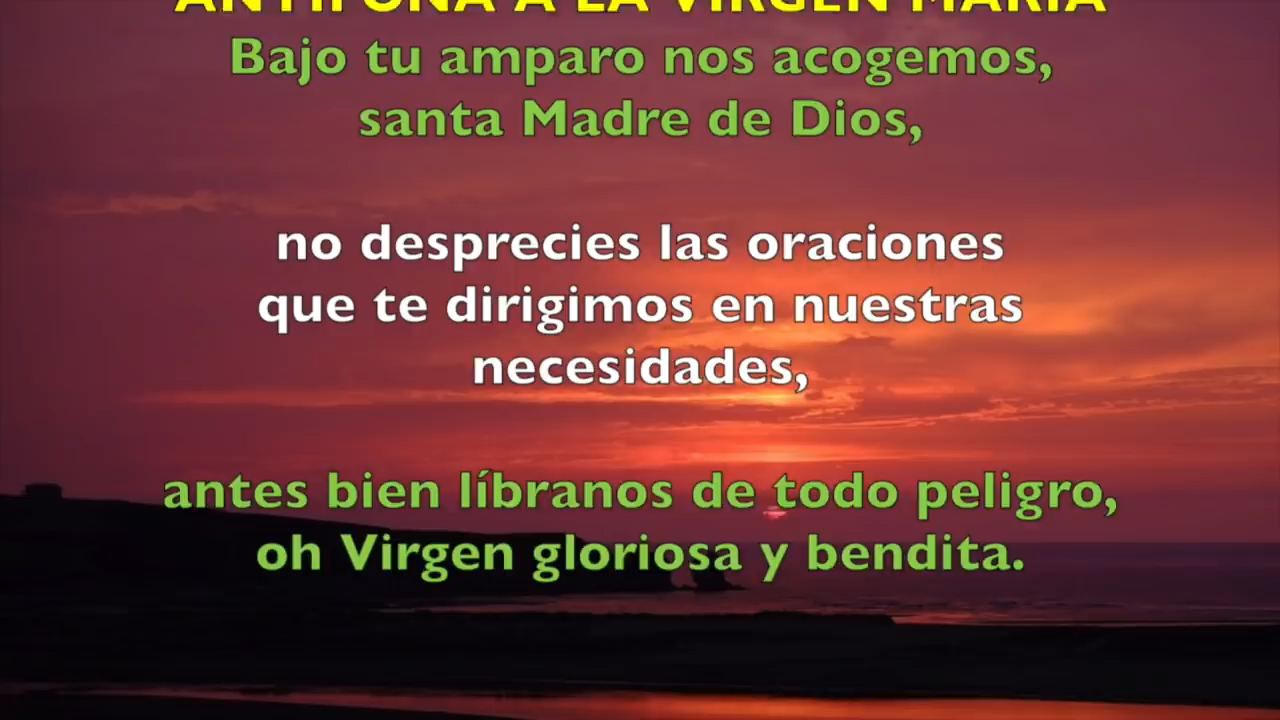 ANTÍFONA A LA VIRGEN MARÍA
Bajo tu amparo nos acogemos,
santa Madre de Dios,
no desprecies las oraciones
que te dirigimos en nuestras
necesidades,
antes bien líbranos de todo peligro,
oh Virgen gloriosa y bendita.